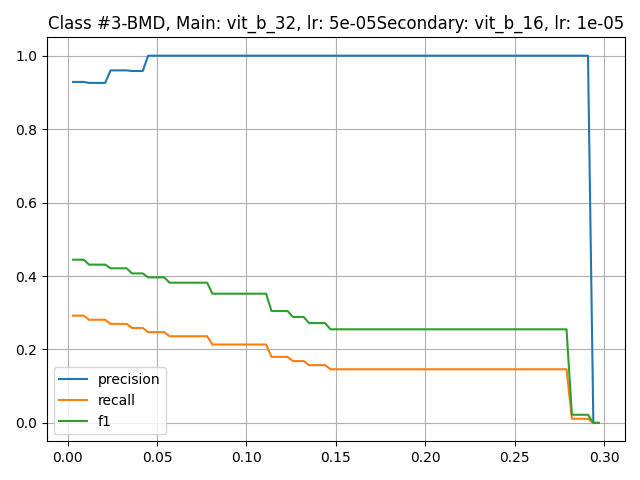 Class #3-BMD, Main: vit_b_32, lr: 5e-05Secondary: vit_b_16, lr: 1e-05
1.0
0.8
0.6
0.4
0.2
0.0
precision
recall
f1
0.00 0.05 0.10 0.15 0.20 0.25 0.30